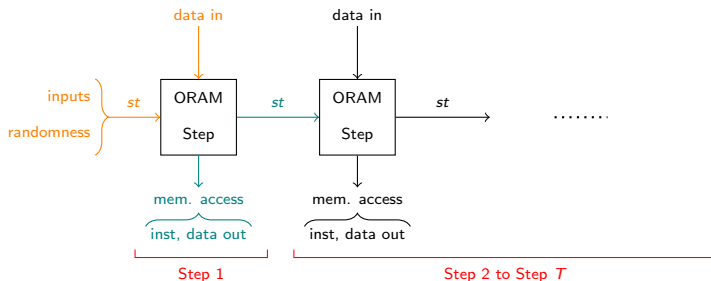 data in
data in
inputs
randomness
st
ORAM
Step
st
ORAM
Step
st
........
mem. access
inst, data out
mem. access
inst, data out
Step 1
Step 2 to Step T